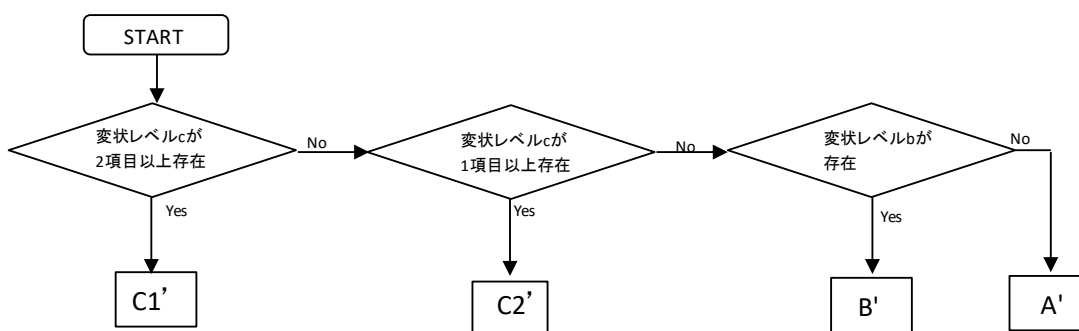 START
変状レベルcが
2項目以上存在
No
変状レベルcが
1項目以上存在
No
変状レベルbが
存在
No
Yes
Yes
Yes
C1’
C2’
B'
A'